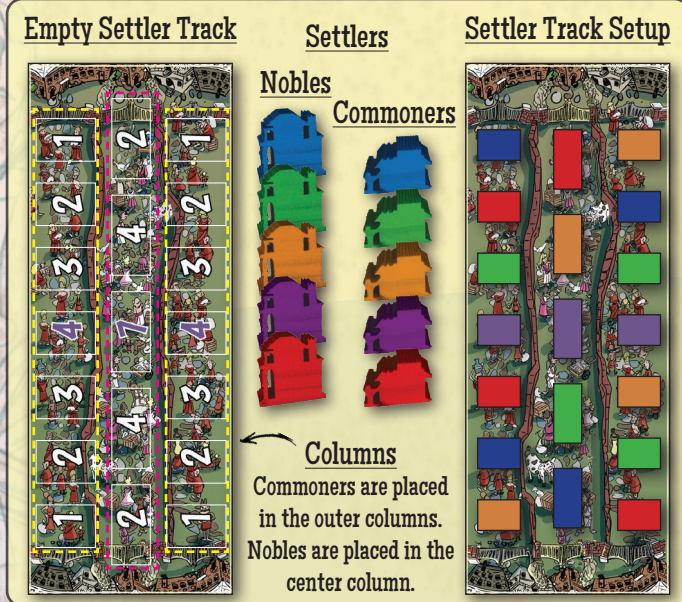 Empty Settler Track
Settlers
Settler Track Setup
Nobles
Commoners
1 2 1
2 4 2
3 3
4 7 4
3 4 3
2 2
1 2 1
Columns
Commoners are placed
in the outer columns.
Nobles are placed in the
center column.